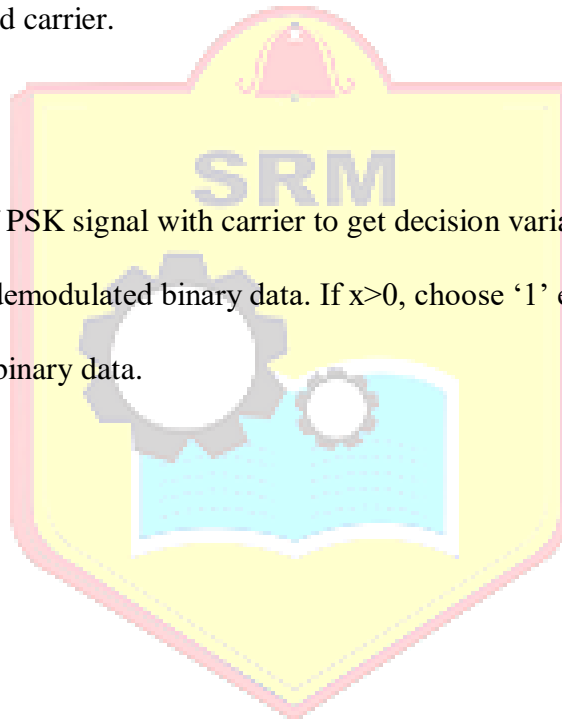 d carrier.
SRM
PSK signal with carrier to get decision varia
demodulated binary data. If x>0, choose ‘1’ e
binary data.